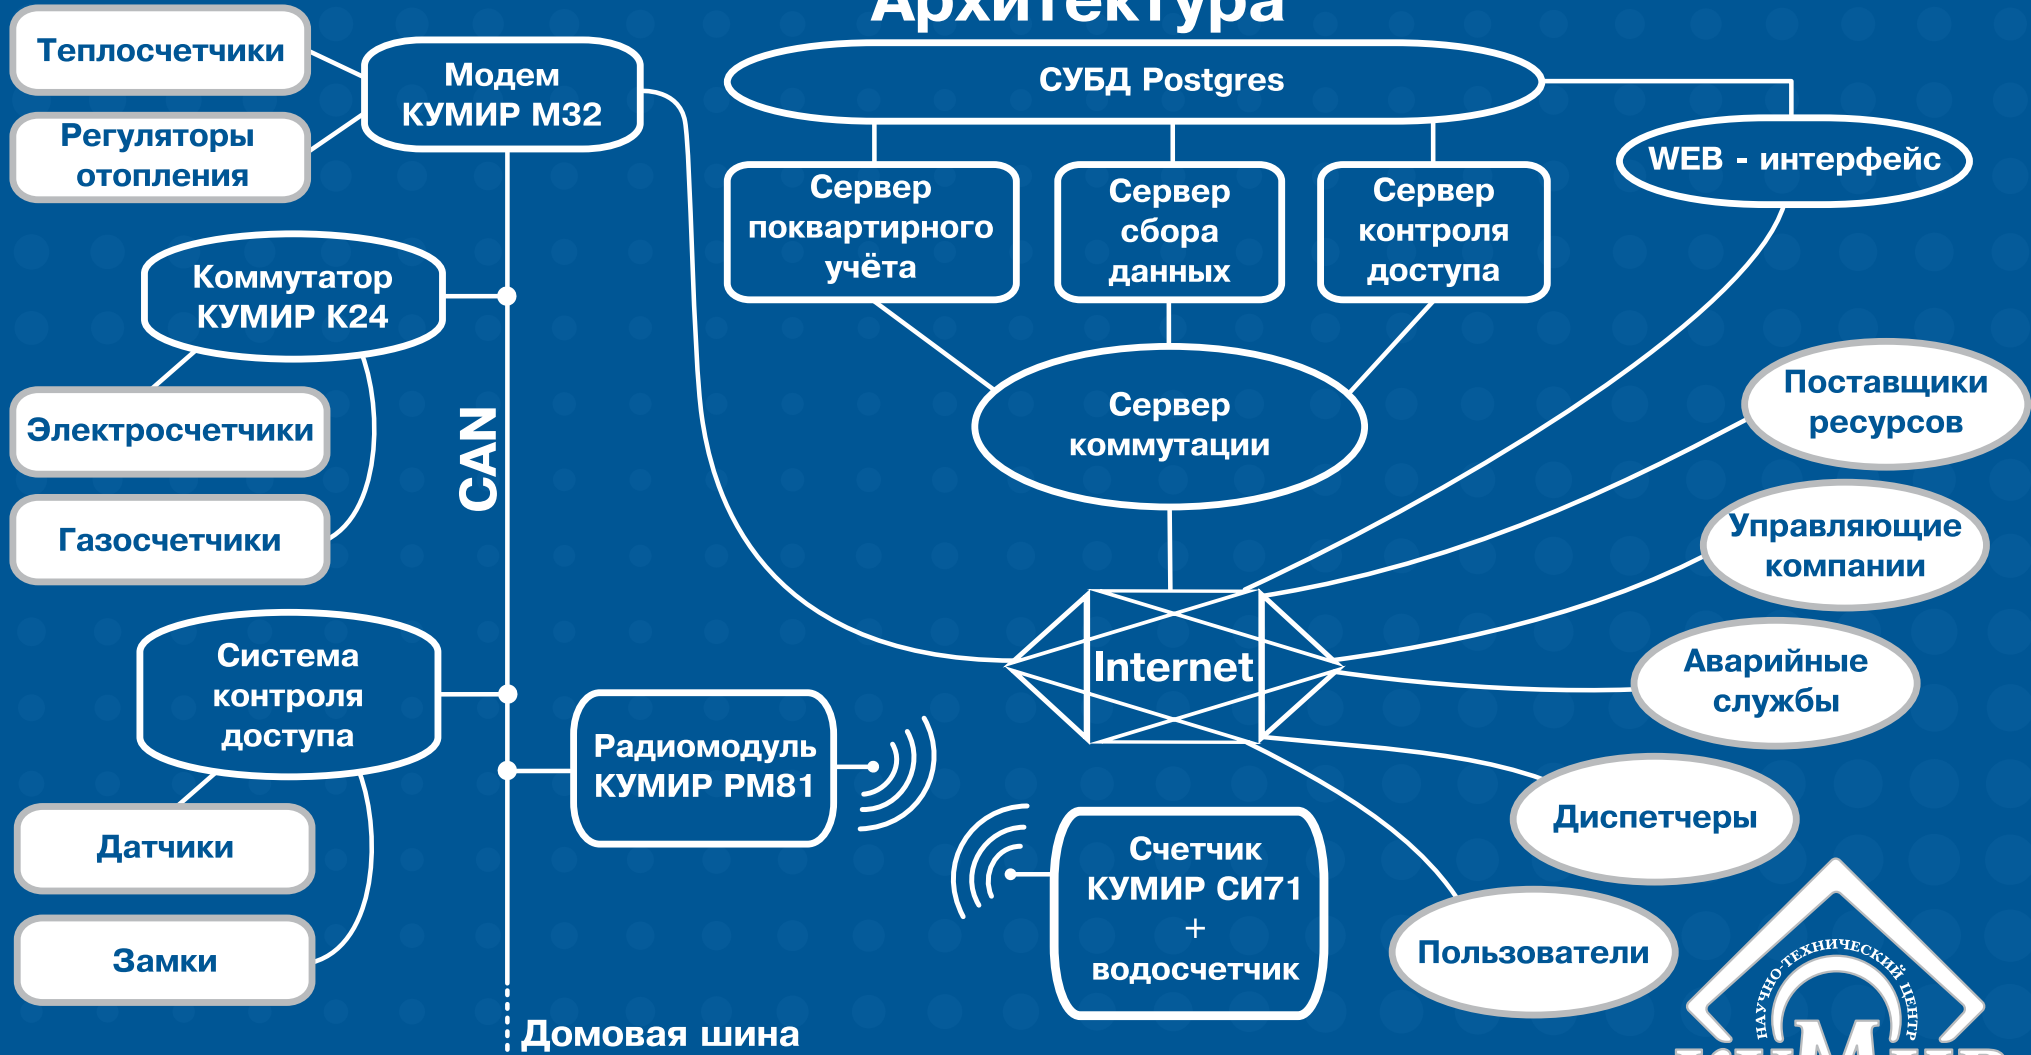 Архитектура
Теплосчетчики
Регуляторы
отопления
Модем
КУМИР М32
СУБД Postgres
WEB - интерфейс
Сервер
поквартирного
учёта
Сервер
сбора
данных
Сервер
контроля
доступа
Коммутатор
КУМИР К24
Электросчетчики
Газосчетчики
CAN
Сервер
коммутации
Поставщики
ресурсов
Управляющие
компании
Аварийные
службы
Internet
Система
контроля
доступа
Датчики
Замки
Радиомодуль
КУМИР РМ81
Счетчик
КУМИР СИ71
+
водосчетчик
Диспетчеры
Пользователи
Домовая шина
НАУЧНО-ТЕХНИЧЕСКИЙ ЦЕНТР
КУМИР